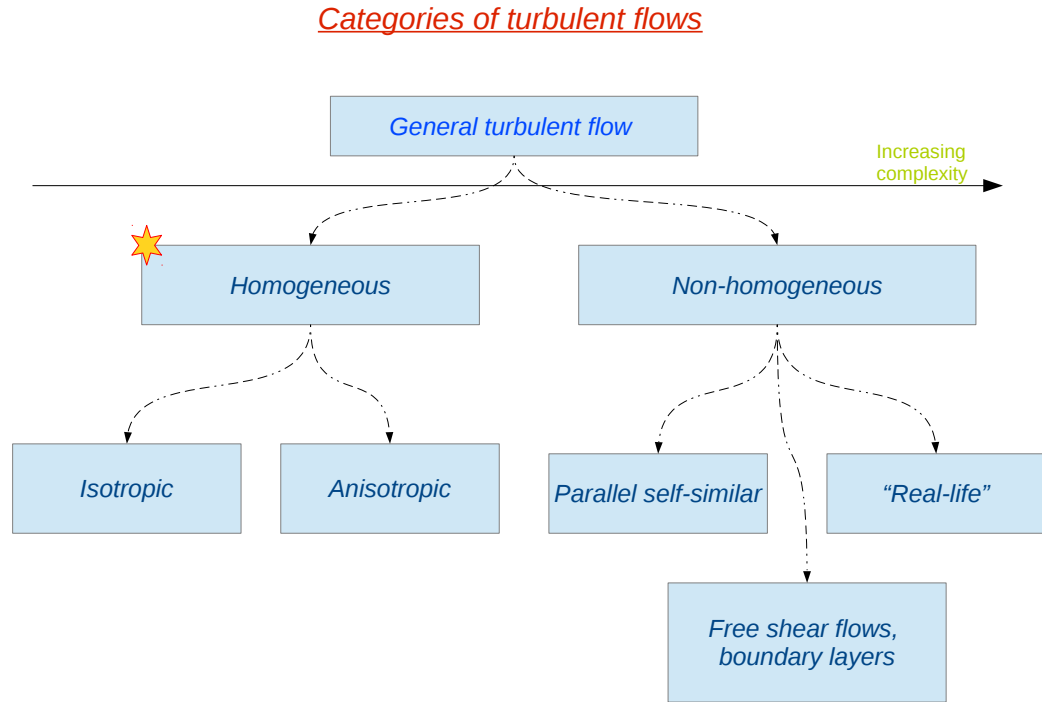 Categories of turbulent flows
General turbulent flow
Increasing
complexity
Homogeneous
Non-homogeneous
Isotropic
Anisotropic
Parallel self-similar
“Real-life”
Free shear flows,
boundary layers